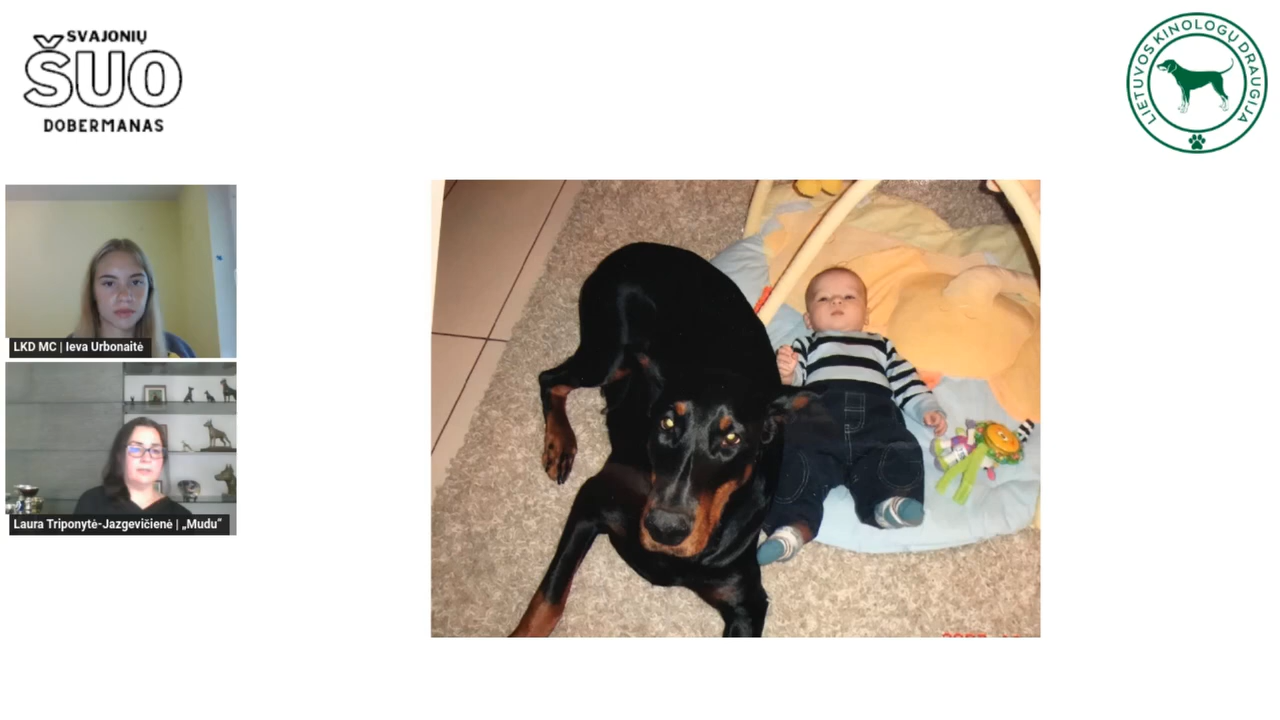 SVAJONIŲ
ŠUO
DOBERMANAS
LIETUVOS KINOLOGŲ DRAUGIJA
LKD MC | Ieva Urbonaitė
Laura Triponytė-Jazgevičienė | „Mudu“